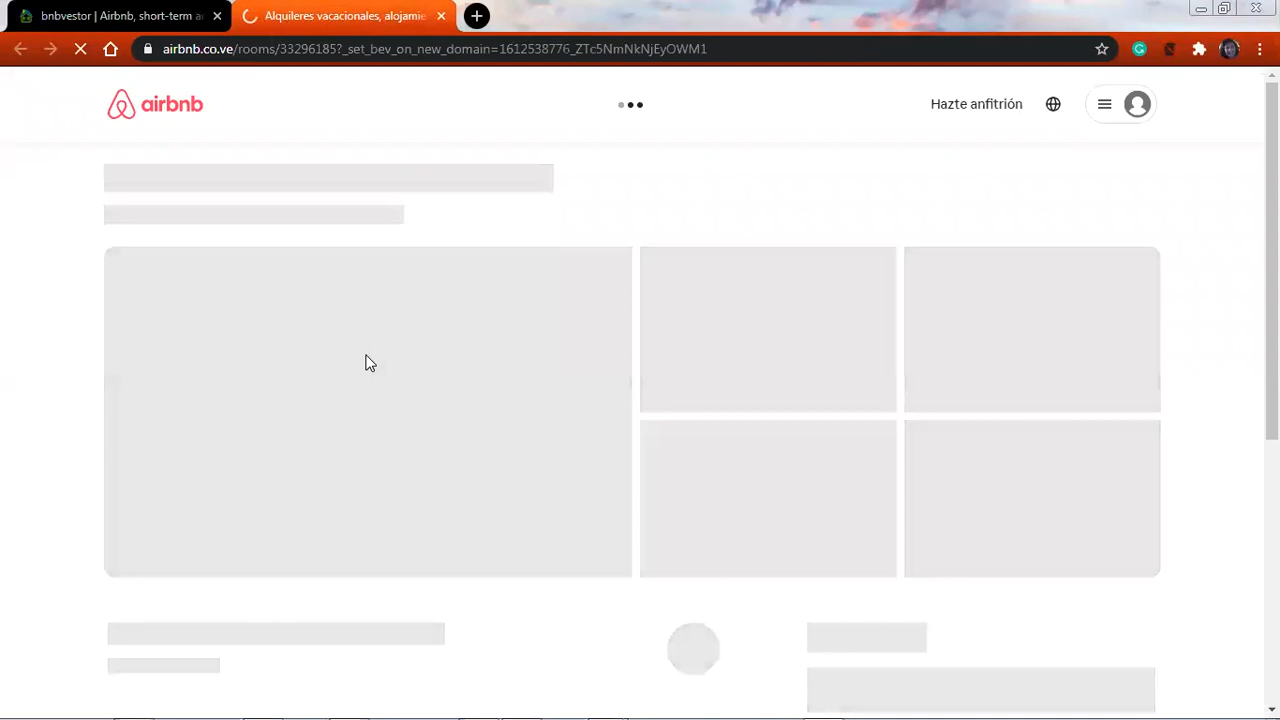 bnbvestor | Airbnb, short-term a
Alquileres vacacionales, alojamie
airbnb.co.ve/rooms/33296185?_set_bev_on_new_domain=1612538776_ZTc5NmNkNjEyOWM1
airbnb
Hazte anfitrión